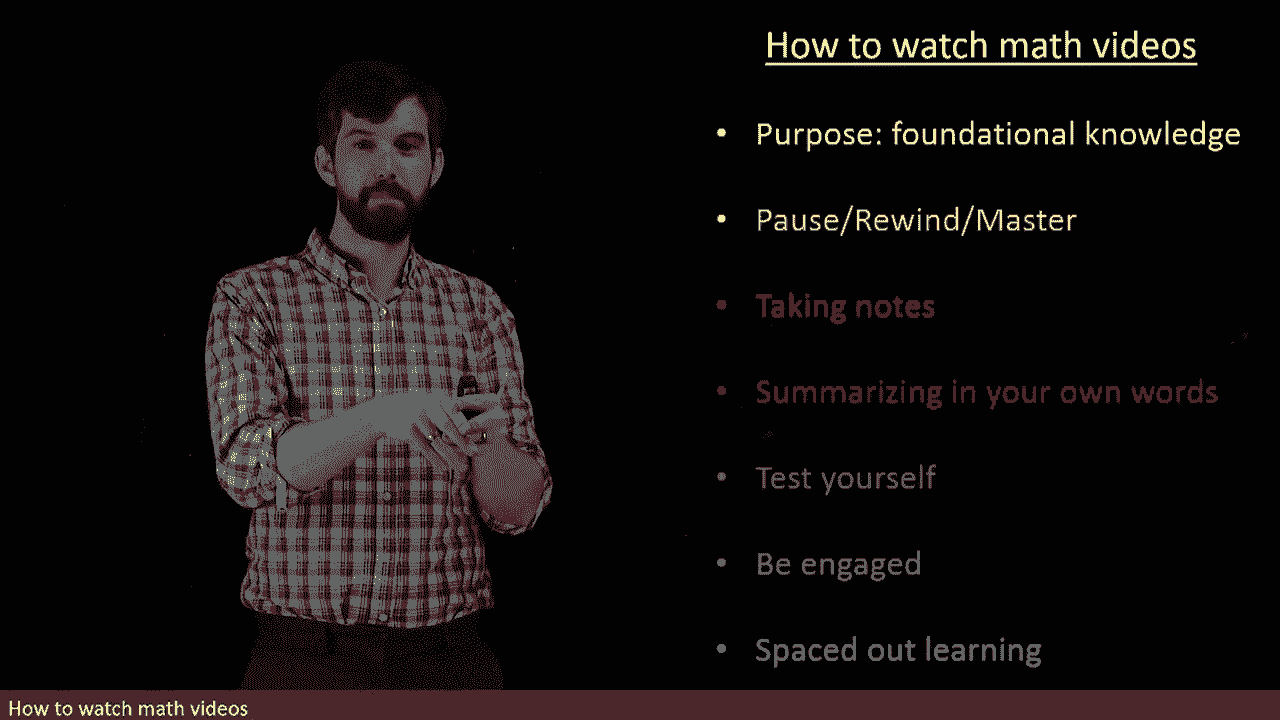 How to watch math videos
• Purpose: foundational knowledge
• Pause/Rewind/Master
• Taking notes
• Summarizing in your own words
• Test yourself
• Be engaged
• Spaced out learning
How to watch math videos